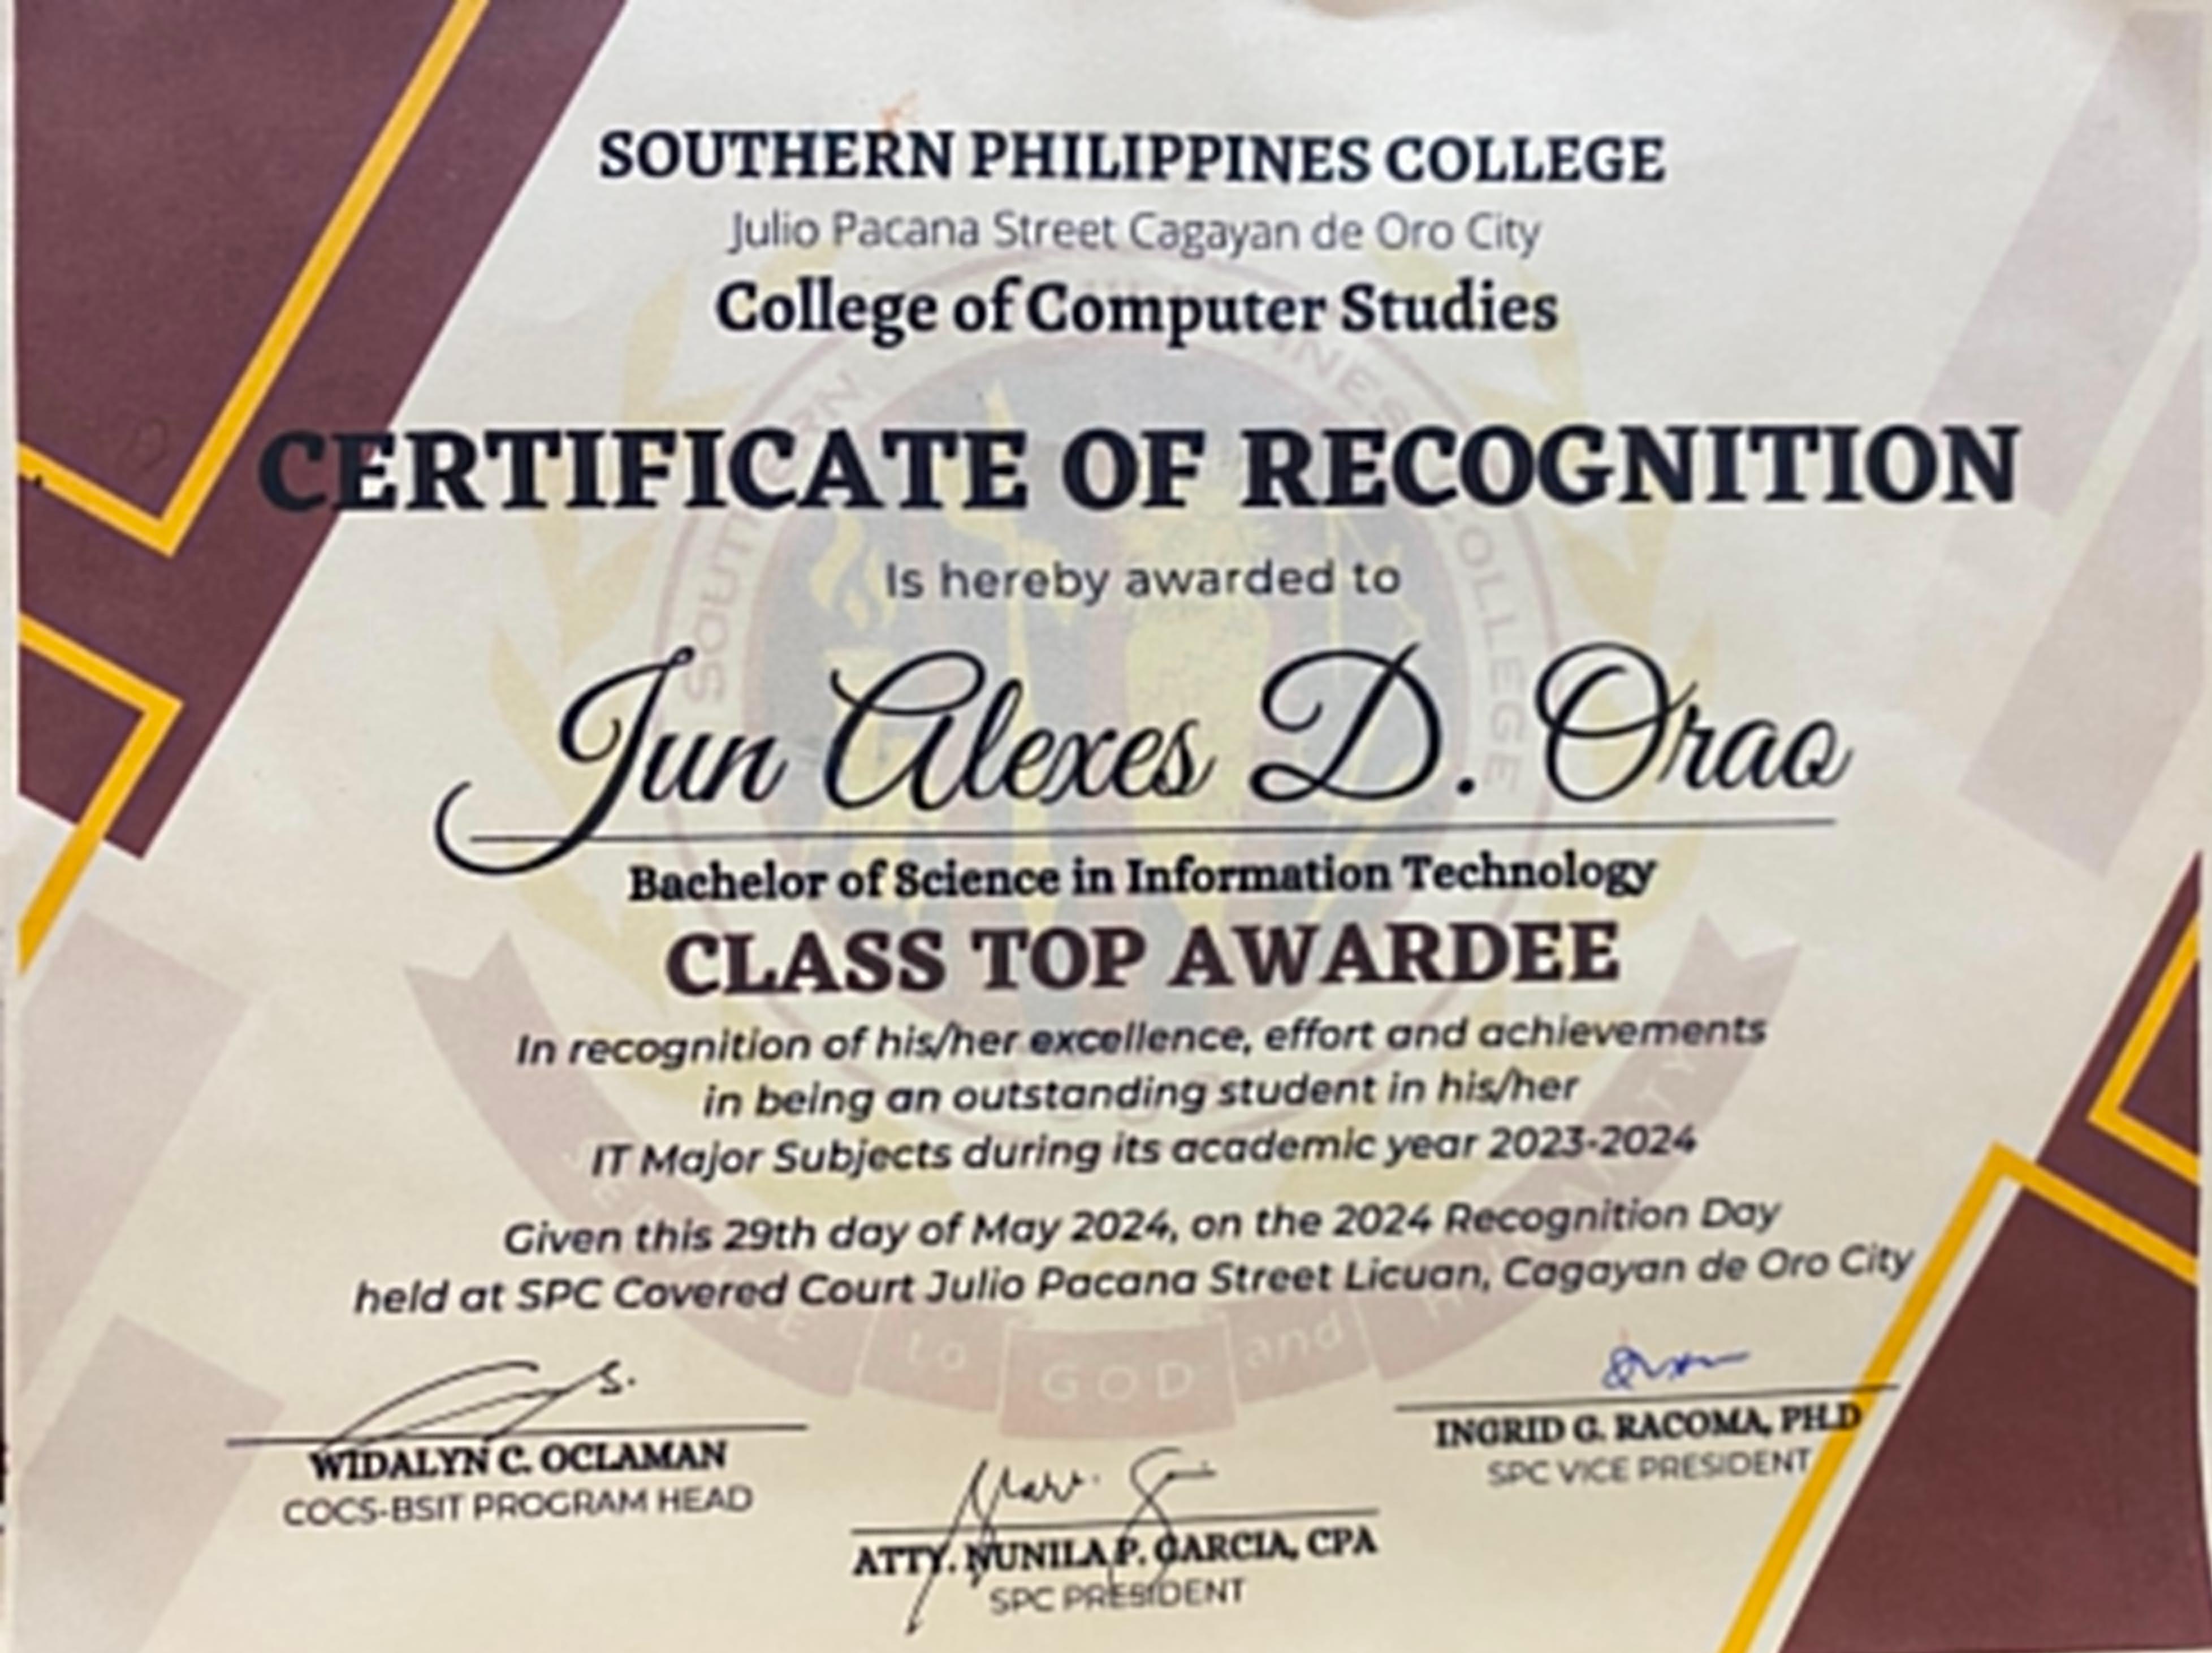 SOUTHERN PHILIPPINES COLLEGE
Julio Pacana Street Cagayan de Oro City
College of Computer Studies
CERTIFICATE OF RECOGNITION
Is hereby awarded to
Jun Alexes D. Orao
Bachelor of Science in Information Technology
CLASS TOP AWARDEE
In recognition of his/her excellence, effort and achievements
in being an outstanding student in his/her
IT Major Subjects during its academic year 2023-2024
Given this 29th day of May 2024, on the 2024 Recognition Day
held at SPC Covered Court Julio Pacana Street Licuan, Cagayan de Oro City
to GOD and
WIDALYN C. OCLAMAN
COCS-BSIT PROGRAM HEAD
INGRID G. RACOMA, PH.D
SPC VICE PRESIDENT
ATTY. NUNILA P. GARCIA, CPA
SPC PRESIDENT